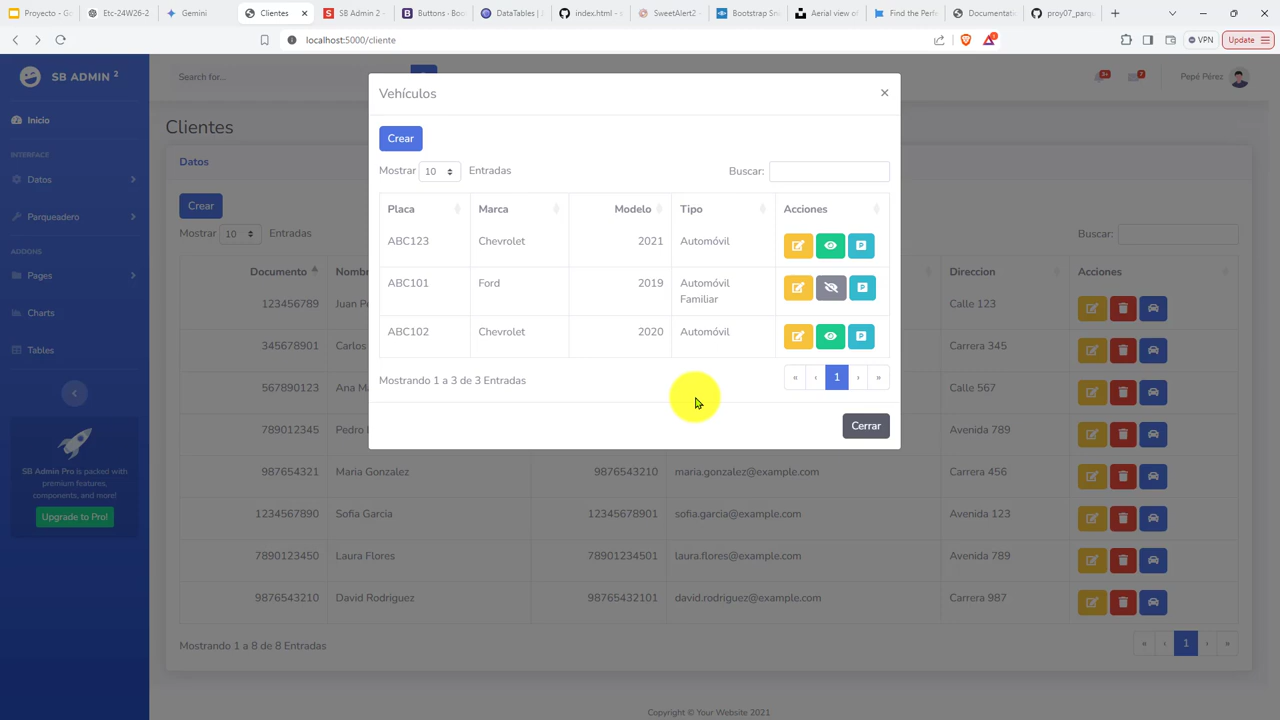 Proyecto - G
Etc-24W26-2
Gemini
Clientes
SB Admin 2 -
Buttons - Boo
DataTables |
index.html - s
SweetAlert2 -
Bootstrap Sni
Aerial view of
Find the Perfe
Documentati
proy07_parqu
localhost:5000/cliente
VPN
Update
SB ADMIN 2
Search for...
3+
7
Pepé Pérez
Inicio
INTERFACE
Datos
Parqueadero
ADDONS
Pages
Charts
Tables
SB Admin Pro is packed with
premium features,
components, and more!
Upgrade to Pro!
Clientes
Datos
Crear
Mostrar 10 Entradas
Buscar:
Documento Nomb Direccion Acciones
123456789 Juan P Calle 123
345678901 Carlos Carrera 345
567890123 Ana M Calle 567
789012345 Pedro Avenida 789
987654321 Maria Gonzalez 9876543210 maria.gonzalez@example.com Carrera 456
1234567890 Sofia Garcia 12345678901 sofia.garcia@example.com Avenida 123
7890123450 Laura Flores 78901234501 laura.flores@example.com Avenida 789
9876543210 David Rodriguez 98765432101 david.rodriguez@example.com Carrera 987
Mostrando 1 a 8 de 8 Entradas
« ‹ 1 › »
Copyright © Your Website 2021
Vehículos
×
Crear
Mostrar 10 Entradas
Buscar:
Placa Marca Modelo Tipo Acciones
ABC123 Chevrolet 2021 Automóvil
ABC101 Ford 2019 Automóvil
Familiar
ABC102 Chevrolet 2020 Automóvil
Mostrando 1 a 3 de 3 Entradas
« ‹ 1 › »
Cerrar